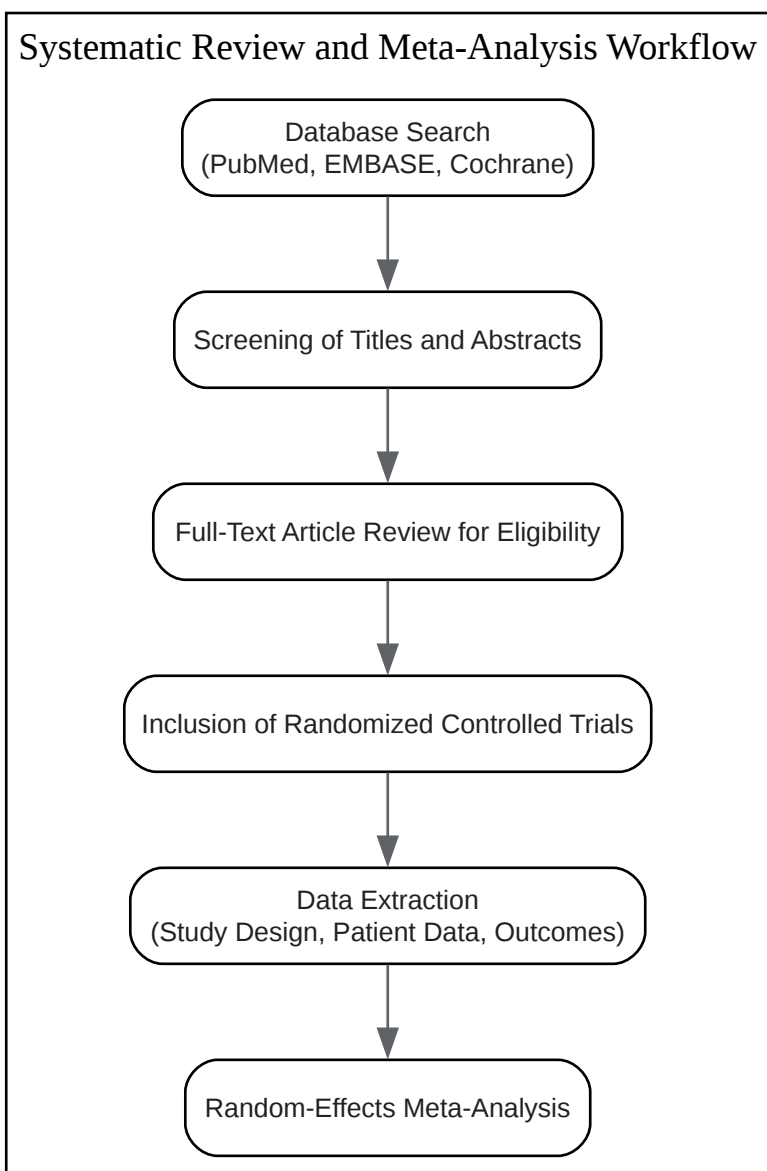 Systematic Review and Meta-Analysis Workflow
Database Search
(PubMed, EMBASE, Cochrane)
Screening of Titles and Abstracts
Full-Text Article Review for Eligibility
Inclusion of Randomized Controlled Trials
Data Extraction
(Study Design, Patient Data, Outcomes)
Random-Effects Meta-Analysis